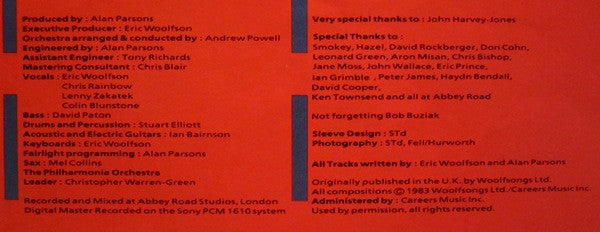 Produced by : Alan Parsons
Executive Producer : Eric Woolfson
Orchestra arranged & conducted by : Andrew Powell
Engineered by : Alan Parsons
Assistant Engineer : Tony Richards
Mastering Consultant : Chris Blair
Vocals : Eric Woolfson
Chris Rainbow
Lenny Zakatek
Colin Blunstone
Bass : David Paton
Drums and Percussion : Stuart Elliott
Acoustic and Electric Guitars : Ian Bairnson
Keyboards : Eric Woolfson
Fairlight programming : Alan Parsons
Sax : Mel Collins
The Philharmonia Orchestra
Leader : Christopher Warren-Green
Recorded and Mixed at Abbey Road Studios, London
Digital Master Recorded on the Sony PCM 1610 system
Very special thanks to : John Harvey-Jones
Special Thanks to :
Smokey, Hazel, David Rockberger, Don Cohn,
Leonard Green, Aron Misan, Chris Bishop,
Jane Moss, John Wallace, Eric Prince,
Ian Grimble , Peter James, Haydn Bendall,
David Cooper,
Ken Townsend and all at Abbey Road
Not forgetting Bob Buziak
Sleeve Design : STd
Photography : STd, Fell/Hurworth
All Tracks written by : Eric Woolfson and Alan Parsons
Originally published in the U.K. by Woolfsongs Ltd.
All compositions © 1983 Woolfsongs Ltd./Careers Music Inc.
Administered by : Careers Music Inc.
Used by permission, all rights reserved.